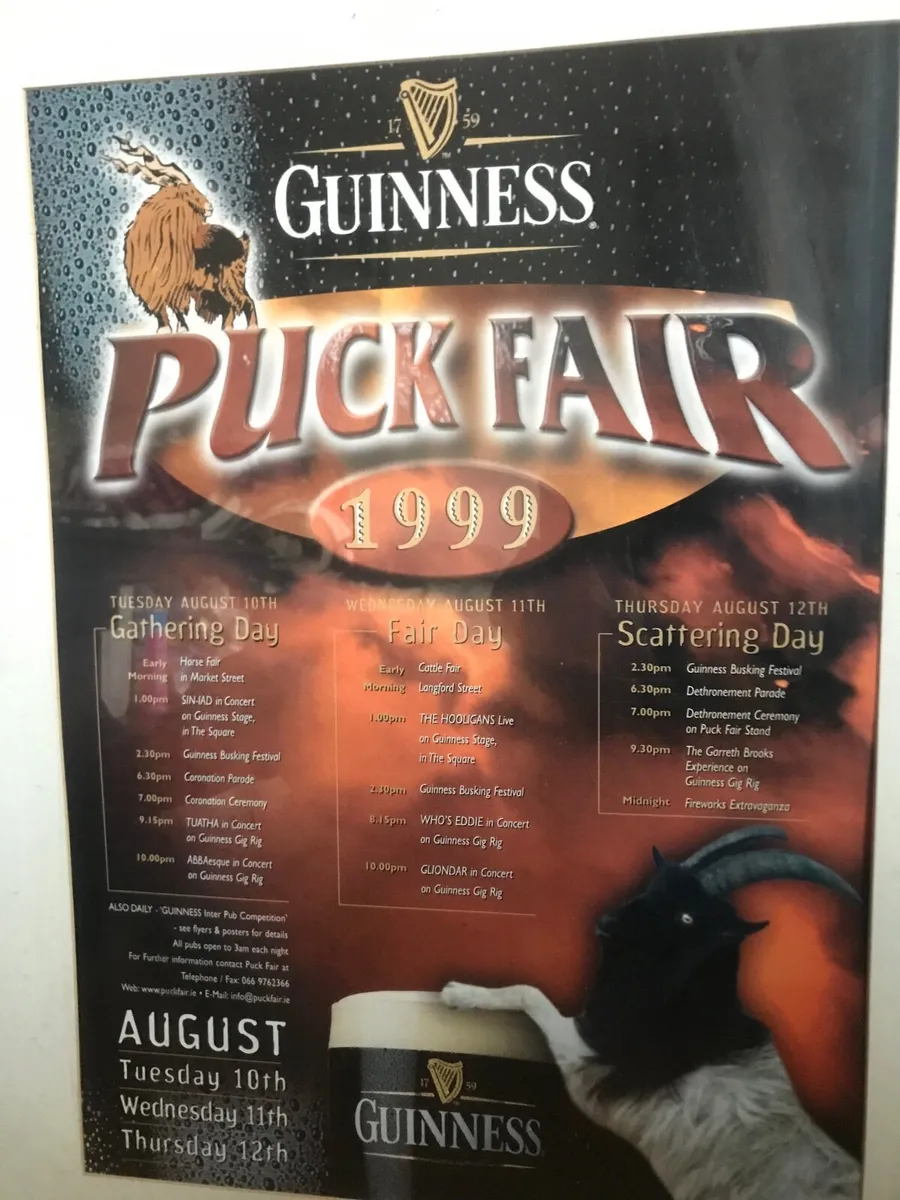 17 59
GUINNESS
PUCK FAIR
1999
TUESDAY AUGUST 10TH
Gathering Day
Early Morning Horse Fair
in Market Street
1.00pm SIN-IAD in Concert
on Guinness Stage,
in The Square
2.30pm Guinness Busking Festival
6.30pm Coronation Parade
7.00pm Coronation Ceremony
9.15pm TUATHA in Concert
on Guinness Gig Rig
10.00pm ABBAesque in Concert
on Guinness Gig Rig
WEDNESDAY AUGUST 11TH
Fair Day
Early Morning Cattle Fair
Langford Street
1.00pm THE HOOLIGANS Live
on Guinness Stage,
in The Square
2.30pm Guinness Busking Festival
8.15pm WHO'S EDDIE in Concert
on Guinness Gig Rig
10.00pm GLIONDAR in Concert
on Guinness Gig Rig
THURSDAY AUGUST 12TH
Scattering Day
2.30pm Guinness Busking Festival
6.30pm Dethronement Parade
7.00pm Dethronement Ceremony
on Puck Fair Stand
9.30pm The Garreth Brooks
Experience on
Guinness Gig Rig
Midnight Fireworks Extravaganza
ALSO DAILY - 'GUINNESS Inter Pub Competition'
- see flyers & posters for details
All pubs open to 3am each night
For Further information contact Puck Fair at
Telephone / Fax: 066 9762366
Web: www.puckfair.ie • E-Mail: info@puckfair.ie
AUGUST
Tuesday 10th
Wednesday 11th
Thursday 12th
17 59
GUINNESS